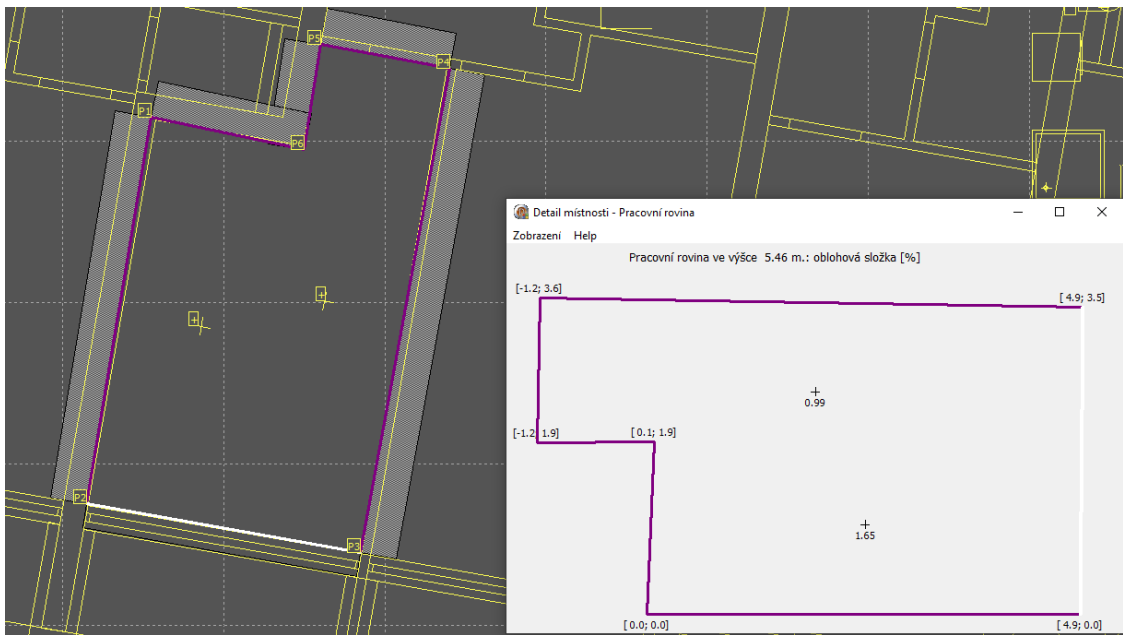 P5
P4
P1
P6
P2
P3
Detail místnosti - Pracovní rovina
Zobrazení Help
Pracovní rovina ve výšce 5.46 m.: oblohová složka [%]
[-1.2; 3.6]
[ 4.9; 3.5]
0.99
[-1.2; 1.9]
[ 0.1; 1.9]
1.65
[ 0.0; 0.0]
[ 4.9; 0.0]